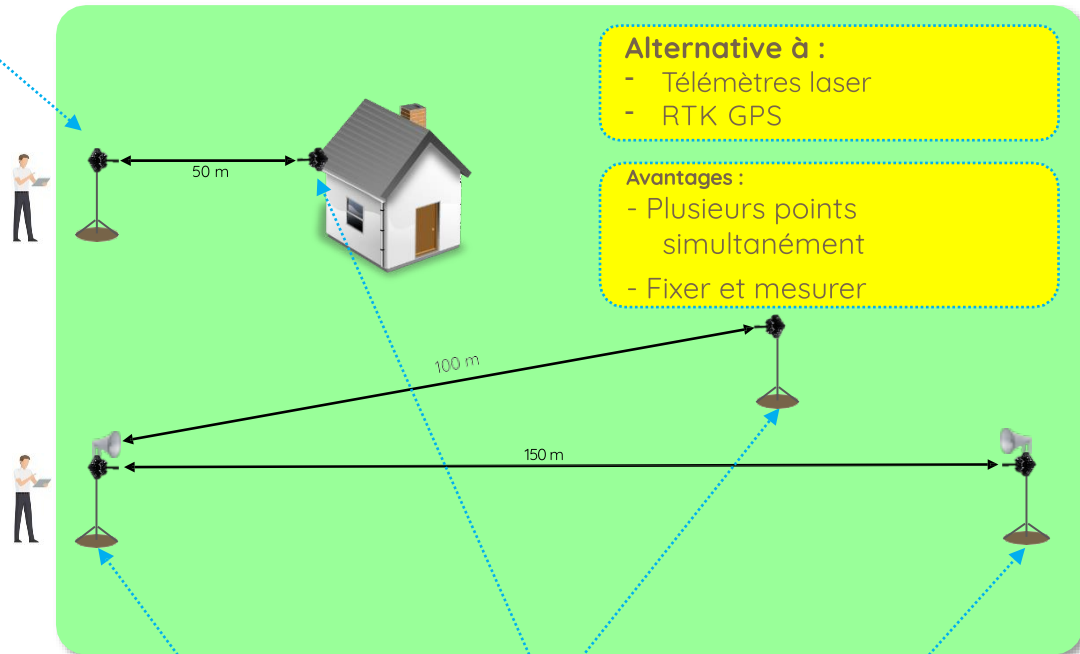 Alternative à :
- Télémètres laser
- RTK GPS
50 m
Avantages :
- Plusieurs points
simultanément
- Fixer et mesurer
100 m
150 m